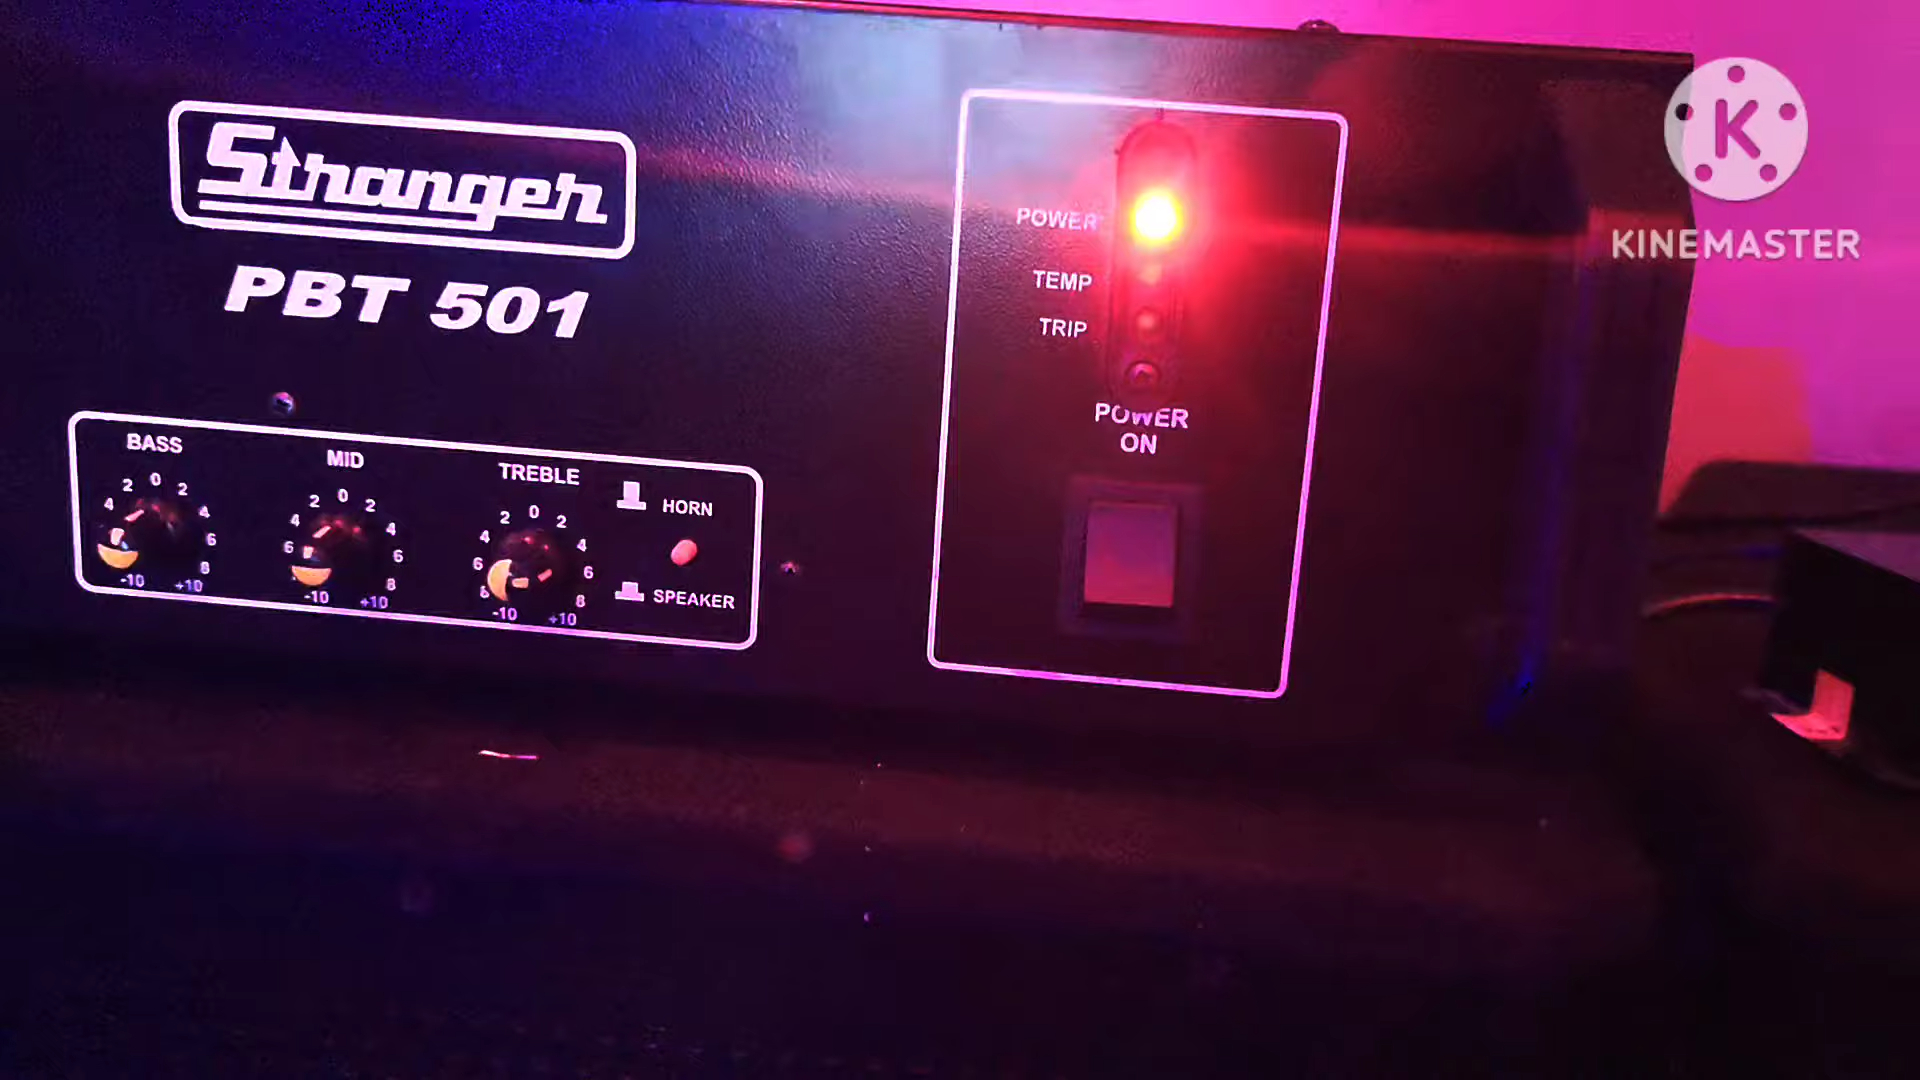 Stranger
PBT 501
BASS
0
2 2
4 4
6
8
-10 +10
MID
0
2 2
4 4
6 6
8
-10 +10
TREBLE
0
2 2
4 4
6 6
8 8
-10 +10
HORN
SPEAKER
POWER
TEMP
TRIP
POWER
ON
K
KINEMASTER